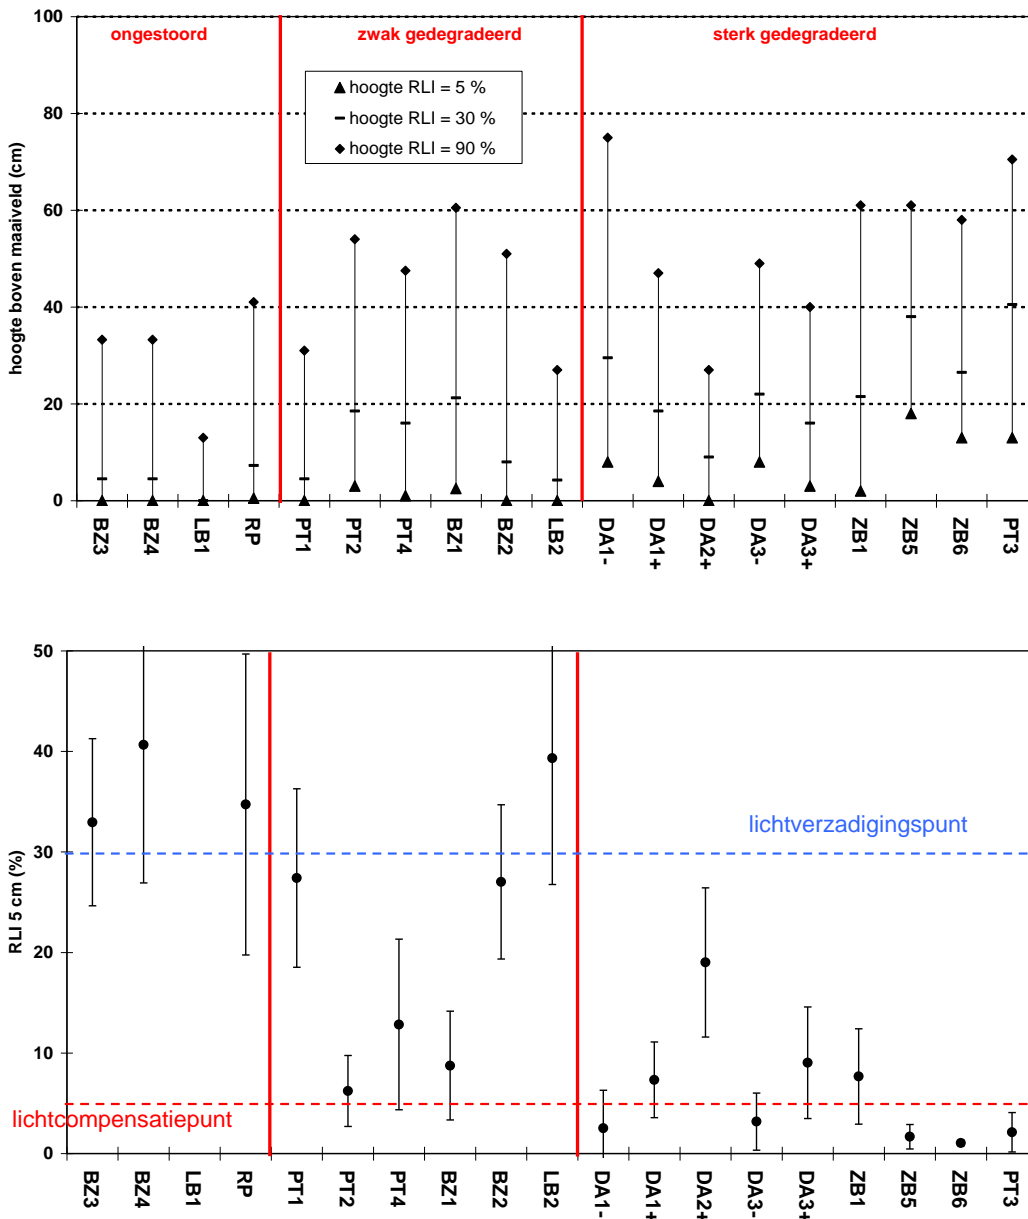 100
80
60
40
20
0
hoogte boven maaiveld (cm)
ongestoord
zwak gedegradeerd
sterk gedegradeerd
hoogte RLI = 5 %
hoogte RLI = 30 %
hoogte RLI = 90 %
BZ3
BZ4
LB1
RP
PT1
PT2
PT4
BZ1
BZ2
LB2
DA1-
DA1+
DA2+
DA3-
DA3+
ZB1
ZB5
ZB6
PT3
50
40
30
20
10
0
RLI 5 cm (%)
lichtverzadigingspunt
lichtcompensatiepunt
BZ3
BZ4
LB1
RP
PT1
PT2
PT4
BZ1
BZ2
LB2
DA1-
DA1+
DA2+
DA3-
DA3+
ZB1
ZB5
ZB6
PT3